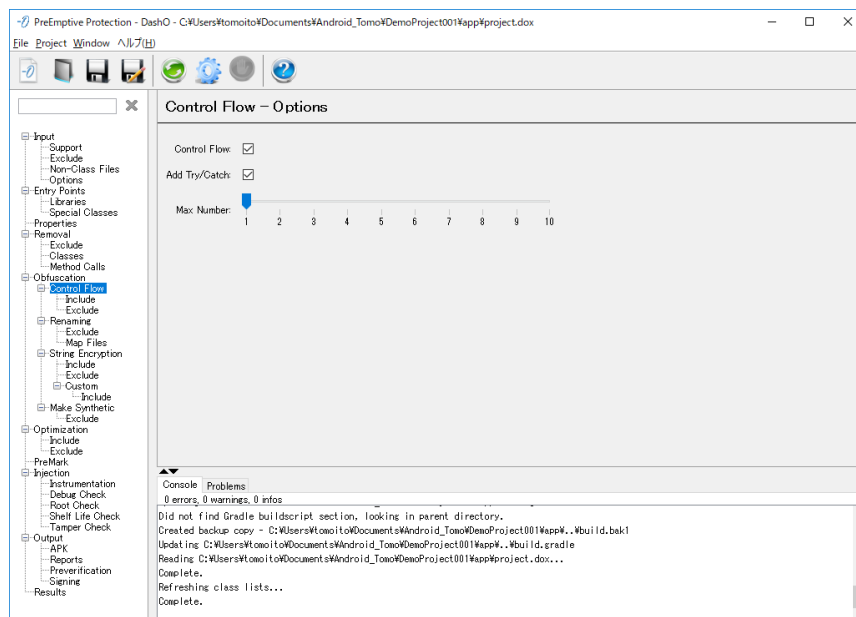 PreEmptive Protection - DashO - C:¥Users¥tomoito¥Documents¥Android_Tomo¥DemoProject001¥app¥project.dox
File Project Window ヘルプ(H)
Control Flow - Options
Input
Support
Exclude
Non-Class Files
Options
Entry Points
Libraries
Special Classes
Properties
Removal
Exclude
Classes
Method Calls
Obfuscation
Control Flow
Include
Exclude
Renaming
Exclude
Map Files
String Encryption
Include
Exclude
Custom
Include
Make Synthetic
Exclude
Optimization
Include
Exclude
PreMark
Injection
Instrumentation
Debug Check
Root Check
Shelf Life Check
Tamper Check
Output
APK
Reports
Preverification
Signing
Results
Control Flow:
Add Try/Catch:
Max Number:
1 2 3 4 5 6 7 8 9 10
Console Problems
0 errors, 0 warnings, 0 infos
Did not find Gradle buildscript section, looking in parent directory.
Created backup copy - C:¥Users¥tomoito¥Documents¥Android_Tomo¥DemoProject001¥app¥..¥build.bak1
Updating C:¥Users¥tomoito¥Documents¥Android_Tomo¥DemoProject001¥app¥..¥build.gradle
Reading C:¥Users¥tomoito¥Documents¥Android_Tomo¥DemoProject001¥app¥project.dox...
Complete.
Refreshing class lists...
Complete.